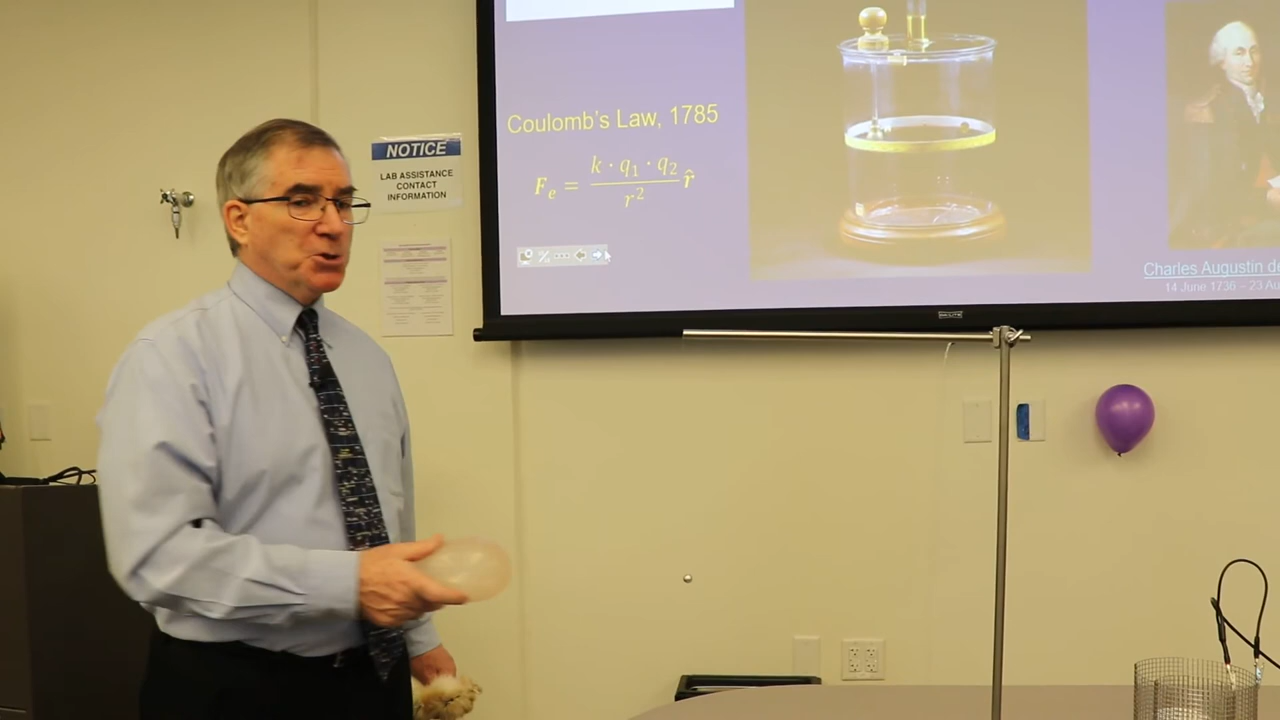 NOTICE
LAB ASSISTANCE
CONTACT
INFORMATION
Coulomb's Law, 1785
F_e = k · q_1 · q_2 / r^2 r̂
Charles Augustin d
14 June 1736 – 23 Au